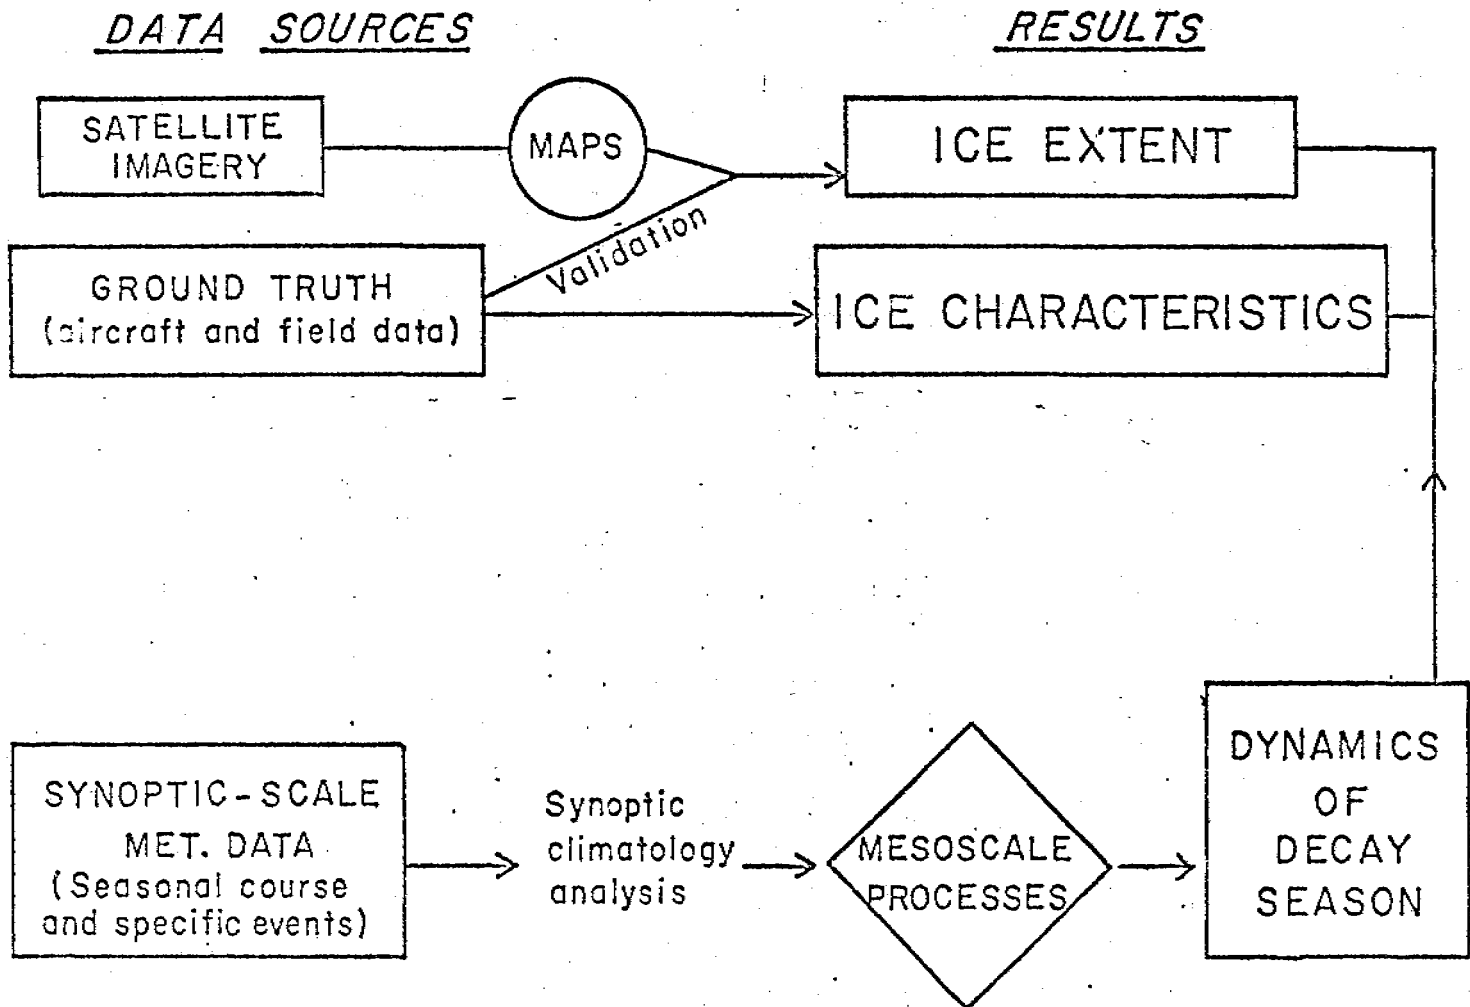 DATA SOURCES
RESULTS
SATELLITE
IMAGERY
MAPS
ICE EXTENT
Validation
GROUND TRUTH
(aircraft and field data)
ICE CHARACTERISTICS
SYNOPTIC-SCALE
MET. DATA
(Seasonal course
and specific events)
Synoptic
climatology
analysis
MESOSCALE
PROCESSES
DYNAMICS
OF
DECAY
SEASON